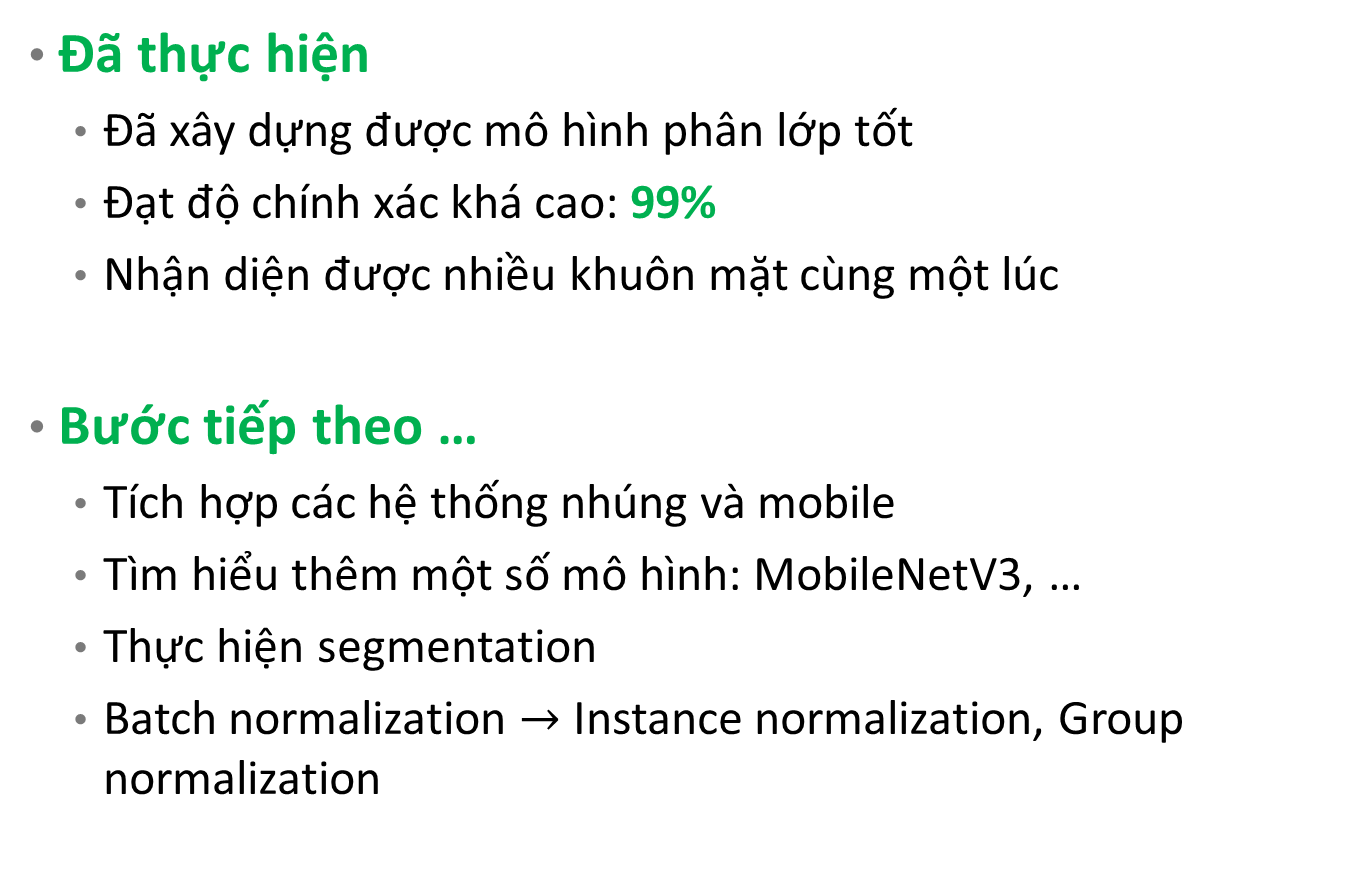 • Đã thực hiện
• Đã xây dựng được mô hình phân lớp tốt
• Đạt độ chính xác khá cao: 99%
• Nhận diện được nhiều khuôn mặt cùng một lúc
• Bước tiếp theo ...
• Tích hợp các hệ thống nhúng và mobile
• Tìm hiểu thêm một số mô hình: MobileNetV3, ...
• Thực hiện segmentation
• Batch normalization → Instance normalization, Group
normalization